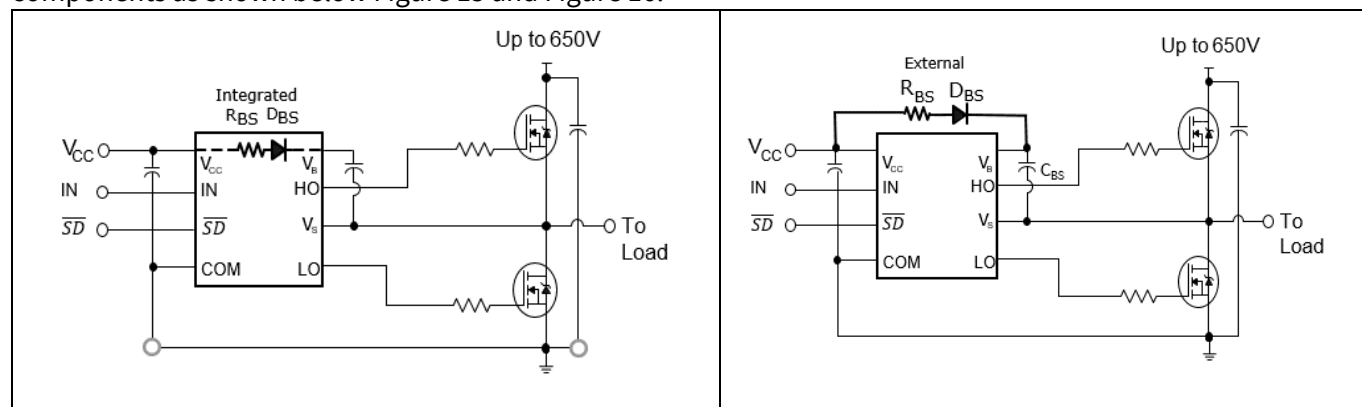 components as shown below Figure 15 and Figure 16.
Up to 650V
Integrated
RBS DBS
VCC
VCC
VB
IN
IN
HO
SD
SD
VS
To
Load
COM
LO
Up to 650V
External
RBS DBS
VCC
VCC
VB
CBS
IN
IN
HO
SD
SD
VS
To
Load
COM
LO